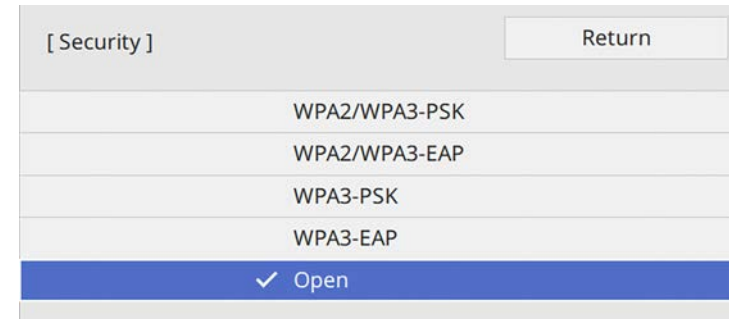 [ Security ]
Return
WPA2/WPA3-PSK
WPA2/WPA3-EAP
WPA3-PSK
WPA3-EAP
Open